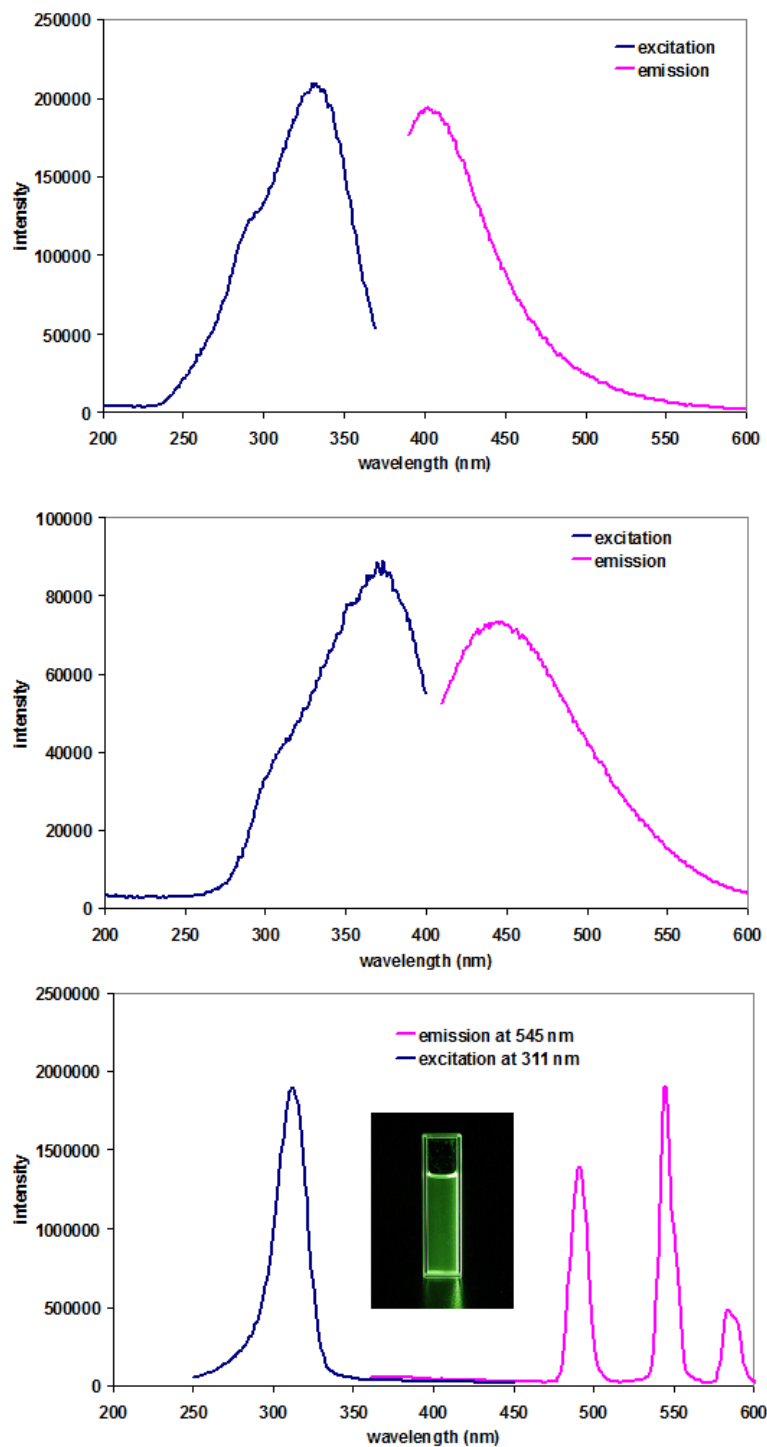 250000
200000
150000
100000
50000
0
intensity
excitation
emission
200 250 300 350 400 450 500 550 600
wavelength (nm)
100000
80000
60000
40000
20000
0
intensity
excitation
emission
200 250 300 350 400 450 500 550 600
wavelength (nm)
2500000
2000000
1500000
1000000
500000
0
intensity
emission at 545 nm
excitation at 311 nm
200 250 300 350 400 450 500 550 600
wavelength (nm)